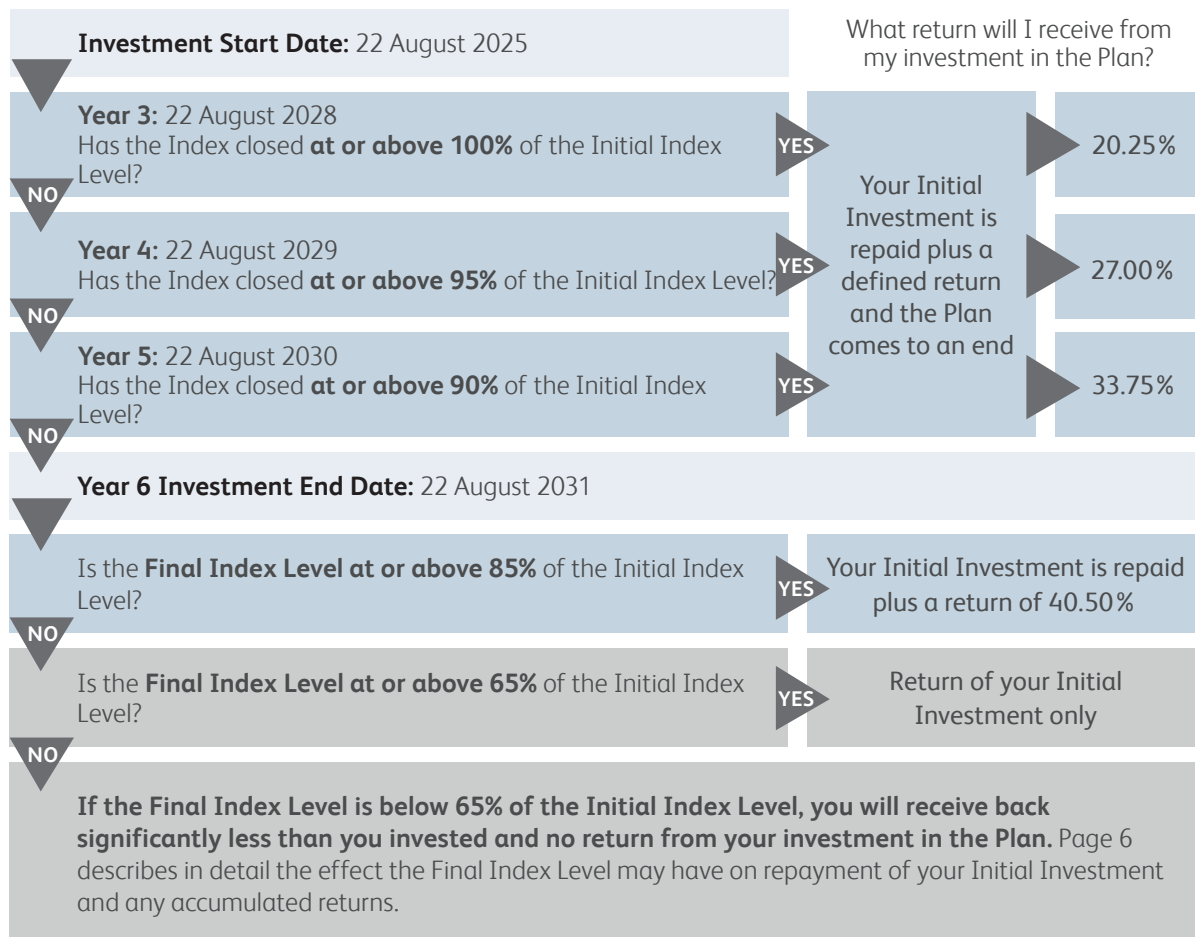 Investment Start Date: 22 August 2025
What return will I receive from
my investment in the Plan?
Year 3: 22 August 2028
Has the Index closed at or above 100% of the Initial Index
Level?
YES
20.25%
NO
Year 4: 22 August 2029
Has the Index closed at or above 95% of the Initial Index Level?
YES
27.00%
NO
Year 5: 22 August 2030
Has the Index closed at or above 90% of the Initial Index
Level?
YES
33.75%
Your Initial
Investment is
repaid plus a
defined return
and the Plan
comes to an end
NO
Year 6 Investment End Date: 22 August 2031
Is the Final Index Level at or above 85% of the Initial Index
Level?
YES
Your Initial Investment is repaid
plus a return of 40.50%
NO
Is the Final Index Level at or above 65% of the Initial Index
Level?
YES
Return of your Initial
Investment only
NO
If the Final Index Level is below 65% of the Initial Index Level, you will receive back
significantly less than you invested and no return from your investment in the Plan. Page 6
describes in detail the effect the Final Index Level may have on repayment of your Initial Investment
and any accumulated returns.